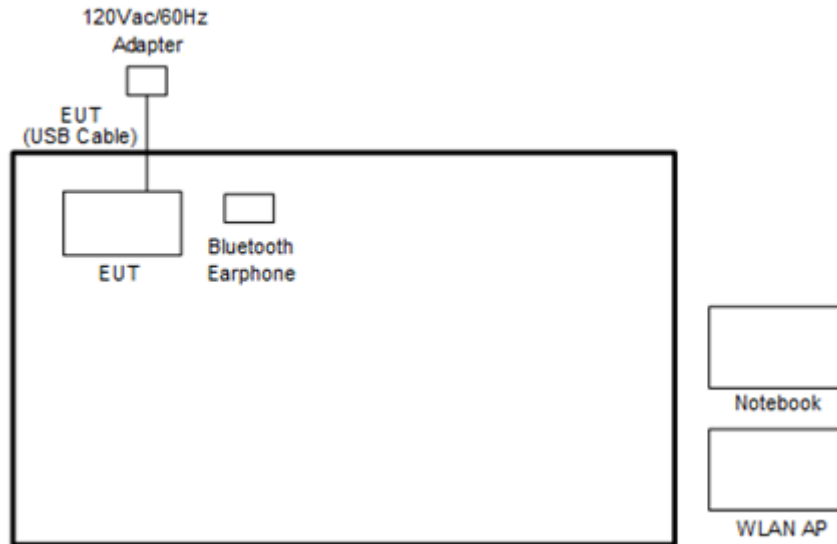 120Vac/60Hz
Adapter
EUT
(USB Cable)
EUT
Bluetooth
Earphone
Notebook
WLAN AP